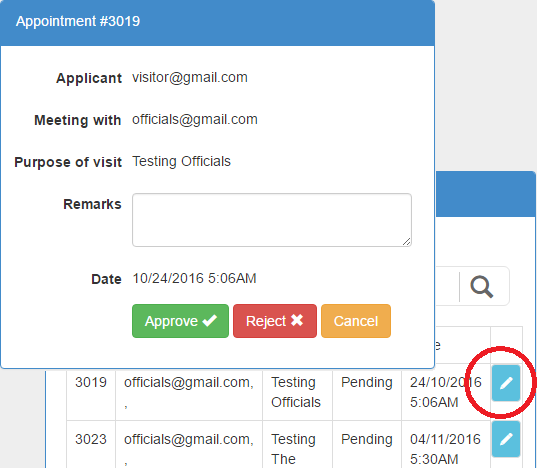 Appointment #3019
Applicant visitor@gmail.com
Meeting with officials@gmail.com
Purpose of visit Testing Officials
Remarks
Date 10/24/2016 5:06AM
Approve Reject Cancel
3019 officials@gmail.com, Testing Pending 24/10/2016
, Officials 5:06AM
3023 officials@gmail.com, Testing Pending 04/11/2016
, The 5:30AM